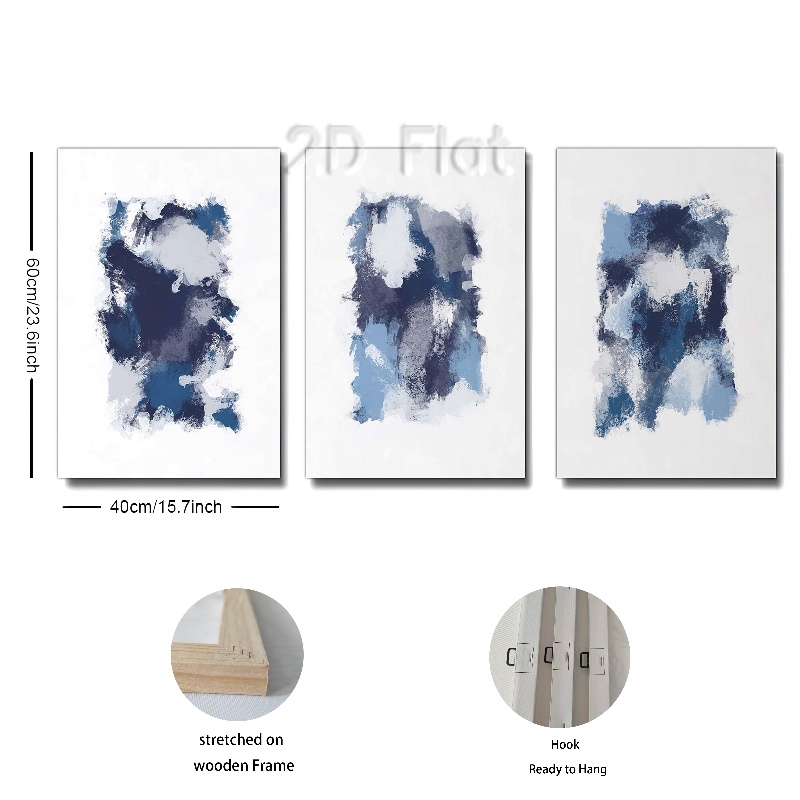 2D Flat.
60cm/23.6inch
40cm/15.7inch
stretched on
wooden Frame
Hook
Ready to Hang